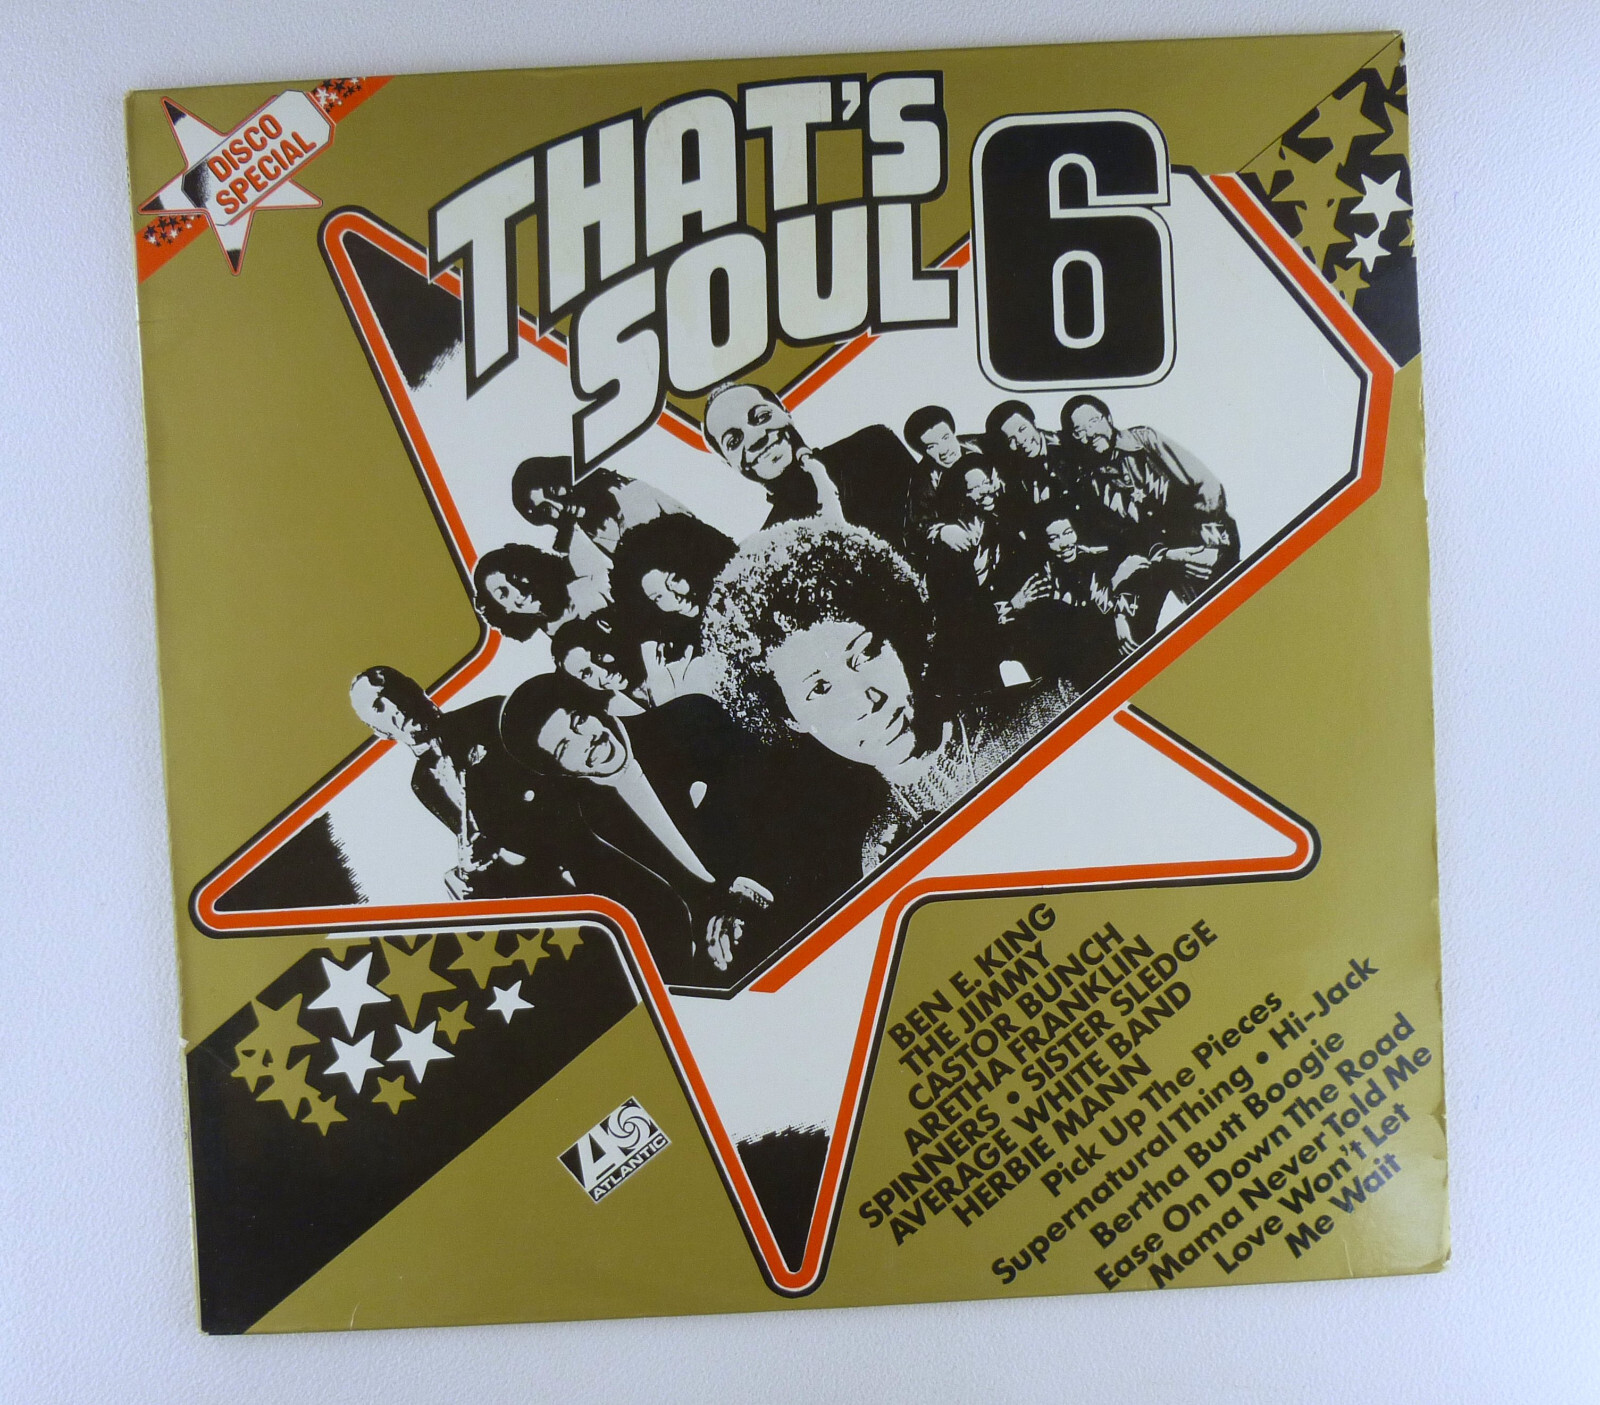 DISCO
SPECIAL
THAT'S
SOUL
6
BEN E. KING
THE JIMMY
CASTOR BUNCH
ARETHA FRANKLIN
SPINNERS • SISTER SLEDGE
AVERAGE WHITE BAND
HERBIE MANN
Pick Up The Pieces
Supernatural Thing • Hi-Jack
Bertha Butt Boogie
Ease On Down The Road
Mama Never Told Me
Love Won't Let
Me Wait
ATLANTIC